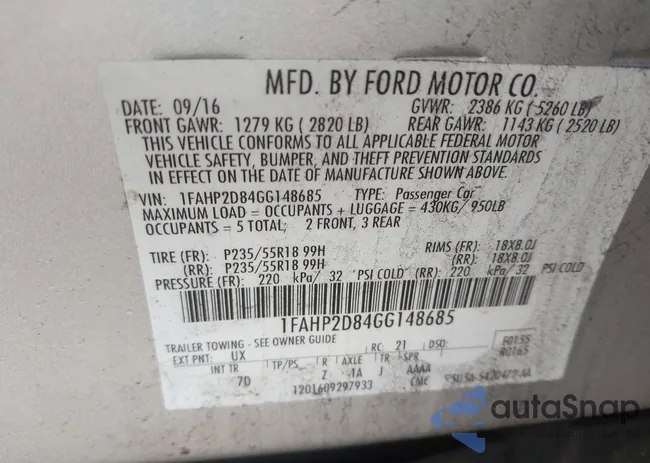 MFD. BY FORD MOTOR CO.
DATE: 09/16 GVWR: 2386 KG (5260 LB)
FRONT GAWR: 1279 KG (2820 LB) REAR GAWR: 1143 KG (2520 LB)
THIS VEHICLE CONFORMS TO ALL APPLICABLE FEDERAL MOTOR
VEHICLE SAFETY, BUMPER, AND THEFT PREVENTION STANDARDS
IN EFFECT ON THE DATE OF MANUFACTURE SHOWN ABOVE.
VIN: 1FAHP2D84GG148685 TYPE: Passenger Car
MAXIMUM LOAD = OCCUPANTS + LUGGAGE = 430KG/ 950LB
OCCUPANTS = 5 TOTAL; 2 FRONT, 3 REAR
TIRE (FR): P235/55R18 99H RIMS (FR): 18X8.0J
(RR): P235/55R18 99H (RR): 18X8.0J
PRESSURE (FR): 220 kPa/ 32 PSI COLD (RR): 220 kPa/ 32 PSI COLD
1FAHP2D84GG148685
TRAILER TOWING - SEE OWNER GUIDE
EXT PNT: UX RC: 21 DSO: F0155
R0165
INT TR TP/PS R AXLE TR SPR
7D Z 1A J AAAA
1201609297933 CME
autoSnap